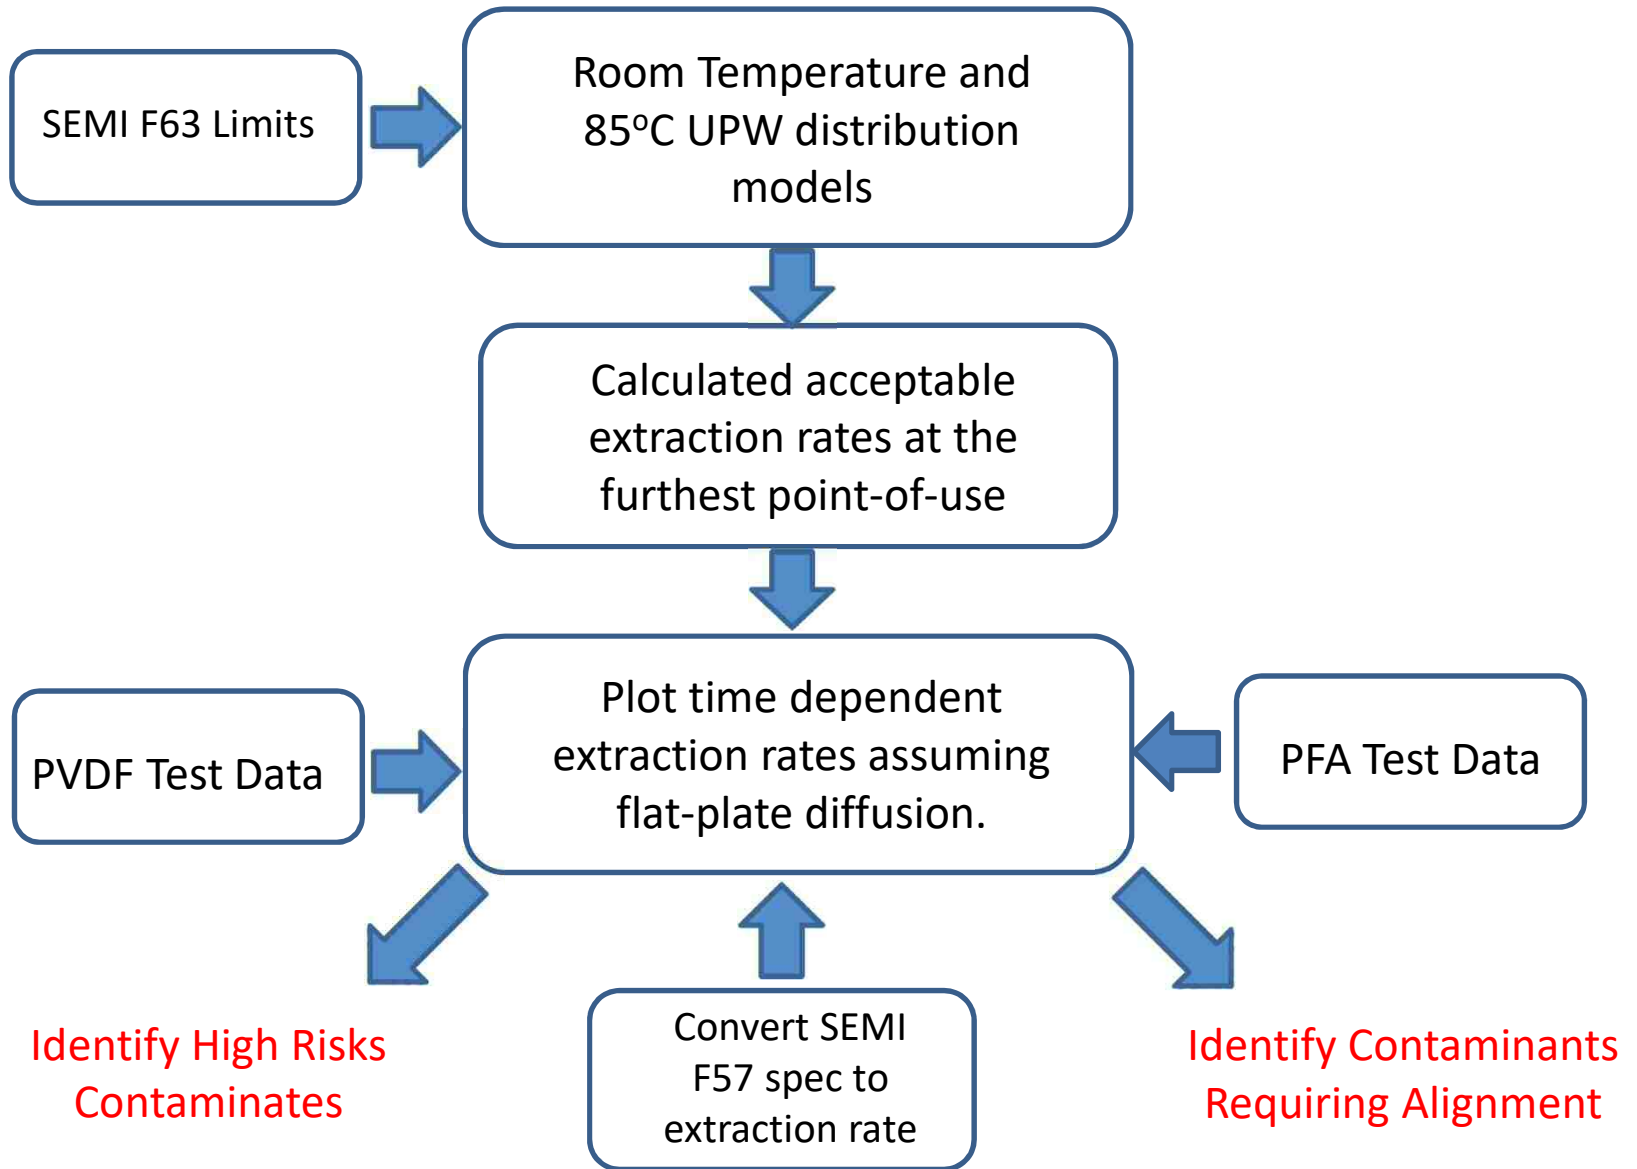 SEMI F63 Limits
Room Temperature and
85°C UPW distribution
models
Calculated acceptable
extraction rates at the
furthest point-of-use
PVDF Test Data
Plot time dependent
extraction rates assuming
flat-plate diffusion.
PFA Test Data
Identify High Risks
Contaminates
Convert SEMI
F57 spec to
extraction rate
Identify Contaminants
Requiring Alignment